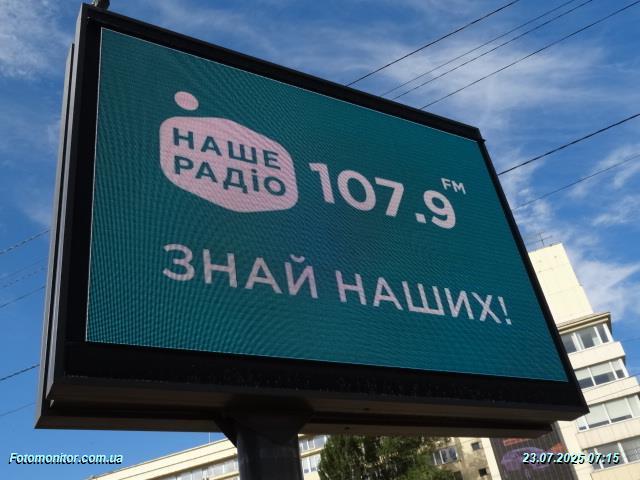 НАШЕ
РАДіО
107.9 FM
ЗНАЙ НАШИХ!
Fotomonitor.com.ua
23.07.2025 07:15